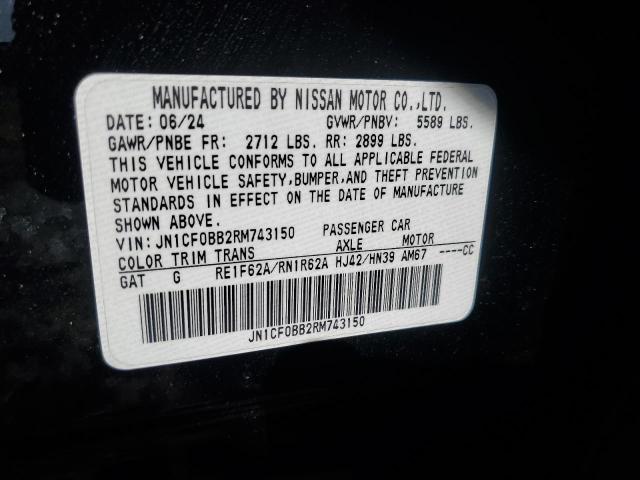 MANUFACTURED BY NISSAN MOTOR CO.,LTD.
DATE: 06/24 GVWR/PNBV: 5589 LBS.
GAWR/PNBE FR: 2712 LBS. RR: 2899 LBS.
THIS VEHICLE CONFORMS TO ALL APPLICABLE FEDERAL
MOTOR VEHICLE SAFETY,BUMPER,AND THEFT PREVENTION
STANDARDS IN EFFECT ON THE DATE OF MANUFACTURE
SHOWN ABOVE.
VIN: JN1CF0BB2RM743150 PASSENGER CAR
COLOR TRIM TRANS AXLE MOTOR
GAT G RE1F62A/RN1R62A HJ42/HN39 AM67 ----CC
JN1CF0BB2RM743150